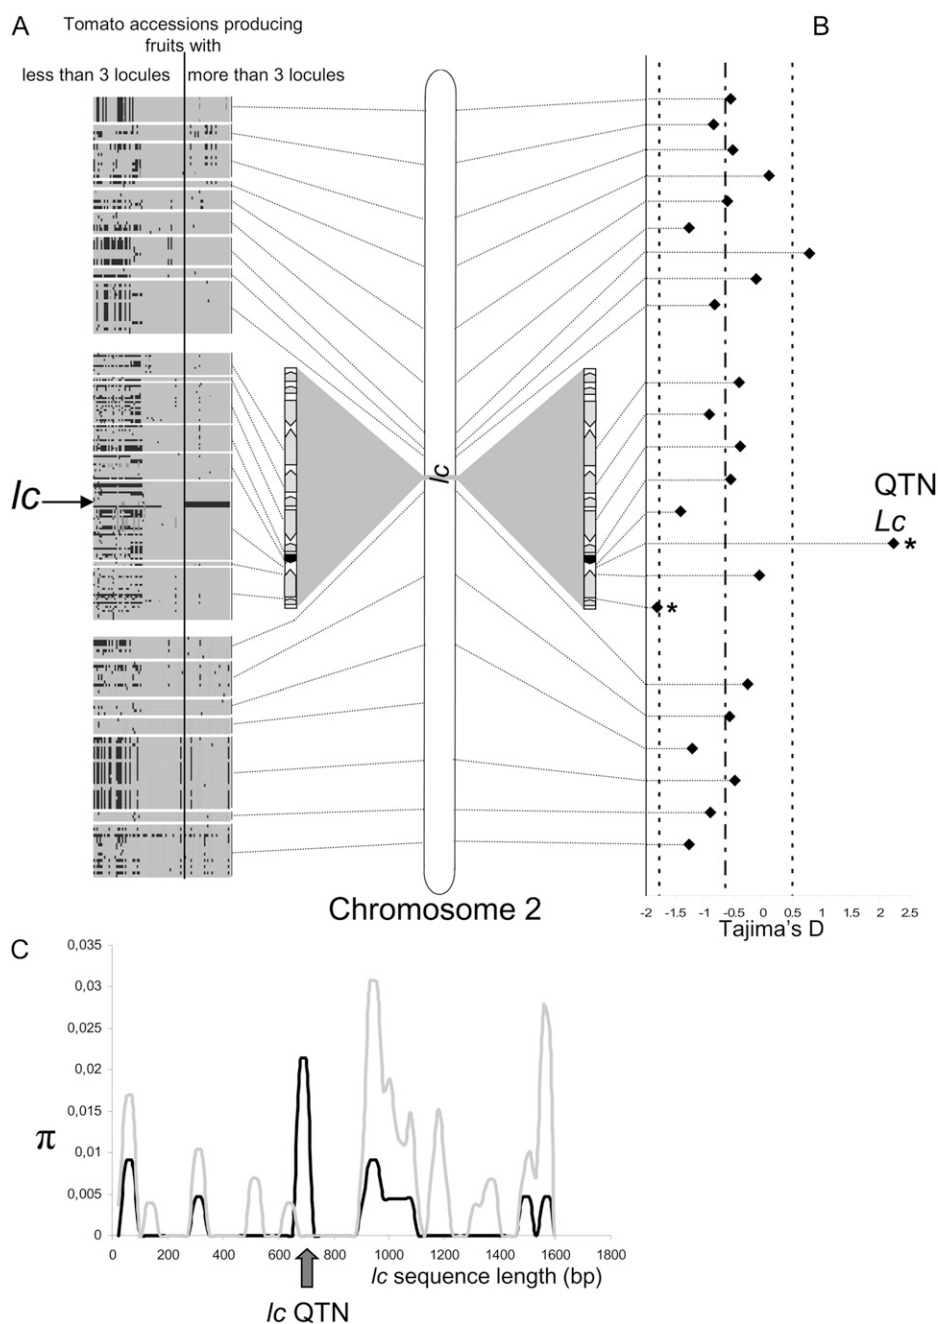 A
Tomato accessions producing
fruits with
less than 3 locules
more than 3 locules
B
lc
lc
QTN
Lc
*
*
Chromosome 2
-2 -1.5 -1 -0.5 0 0.5 1 1.5 2 2.5
Tajima's D
C
0,035
0,03
0,025
0,02
0,015
0,01
0,005
0
π
0 200 400 600 800 1000 1200 1400 1600 1800
lc sequence length (bp)
lc QTN